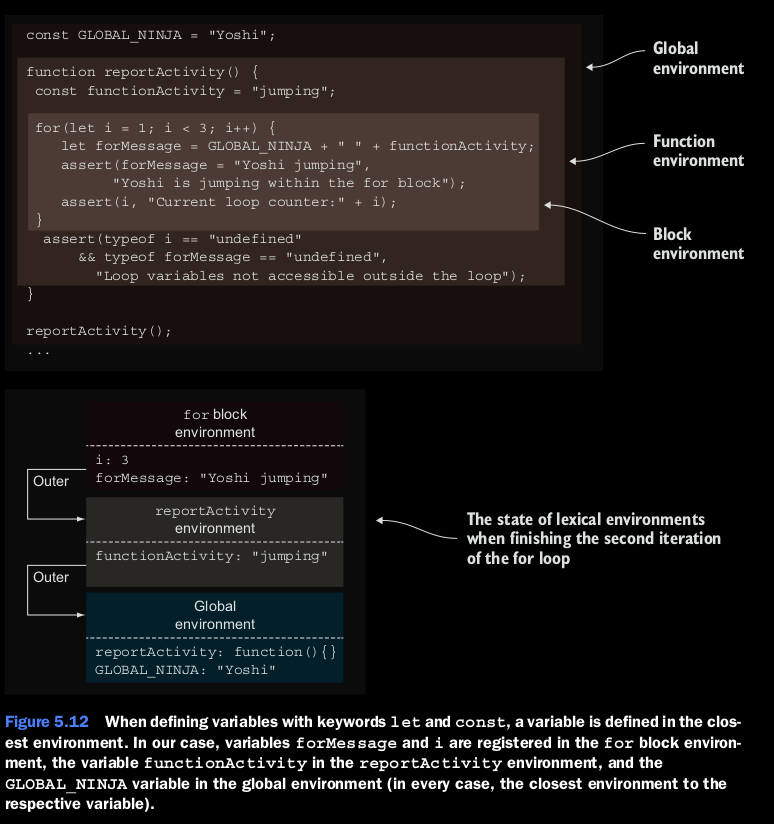 const GLOBAL_NINJA = "Yoshi";
Global
environment
function reportActivity() {
const functionActivity = "jumping";
for(let i = 1; i < 3; i++) {
let forMessage = GLOBAL_NINJA + " " + functionActivity;
assert(forMessage = "Yoshi jumping",
"Yoshi is jumping within the for block");
assert(i, "Current loop counter:" + i);
}
Function
environment
Block
environment
assert(typeof i == "undefined"
&& typeof forMessage == "undefined",
"Loop variables not accessible outside the loop");
}
reportActivity();
...
for block
environment
i: 3
forMessage: "Yoshi jumping"
Outer
reportActivity
environment
functionActivity: "jumping"
Outer
Global
environment
reportActivity: function(){}
GLOBAL_NINJA: "Yoshi"
The state of lexical environments
when finishing the second iteration
of the for loop
Figure 5.12 When defining variables with keywords let and const, a variable is defined in the clos-
est environment. In our case, variables forMessage and i are registered in the for block environ-
ment, the variable functionActivity in the reportActivity environment, and the
GLOBAL_NINJA variable in the global environment (in every case, the closest environment to the
respective variable).